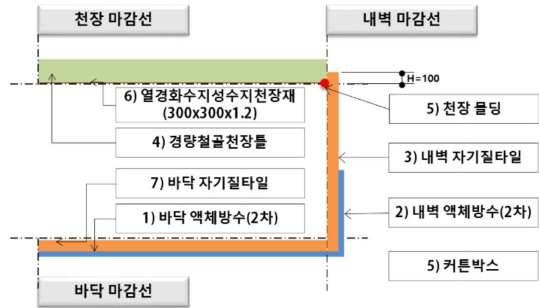 천장 마감선
내벽 마감선
H=100
6) 열경화수지성수지천장재
(300x300x1.2)
5) 천장 몰딩
4) 경량철골천장틀
3) 내벽 자기질타일
7) 바닥 자기질타일
1) 바닥 액체방수(2차)
2) 내벽 액체방수(2차)
5) 커튼박스
바닥 마감선